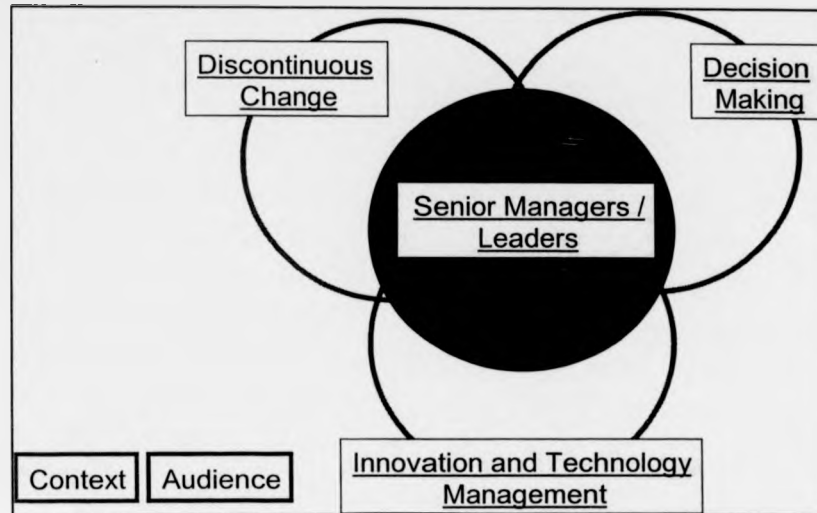 Discontinuous
Change
Decision
Making
Senior Managers /
Leaders
Innovation and Technology
Management
Context
Audience